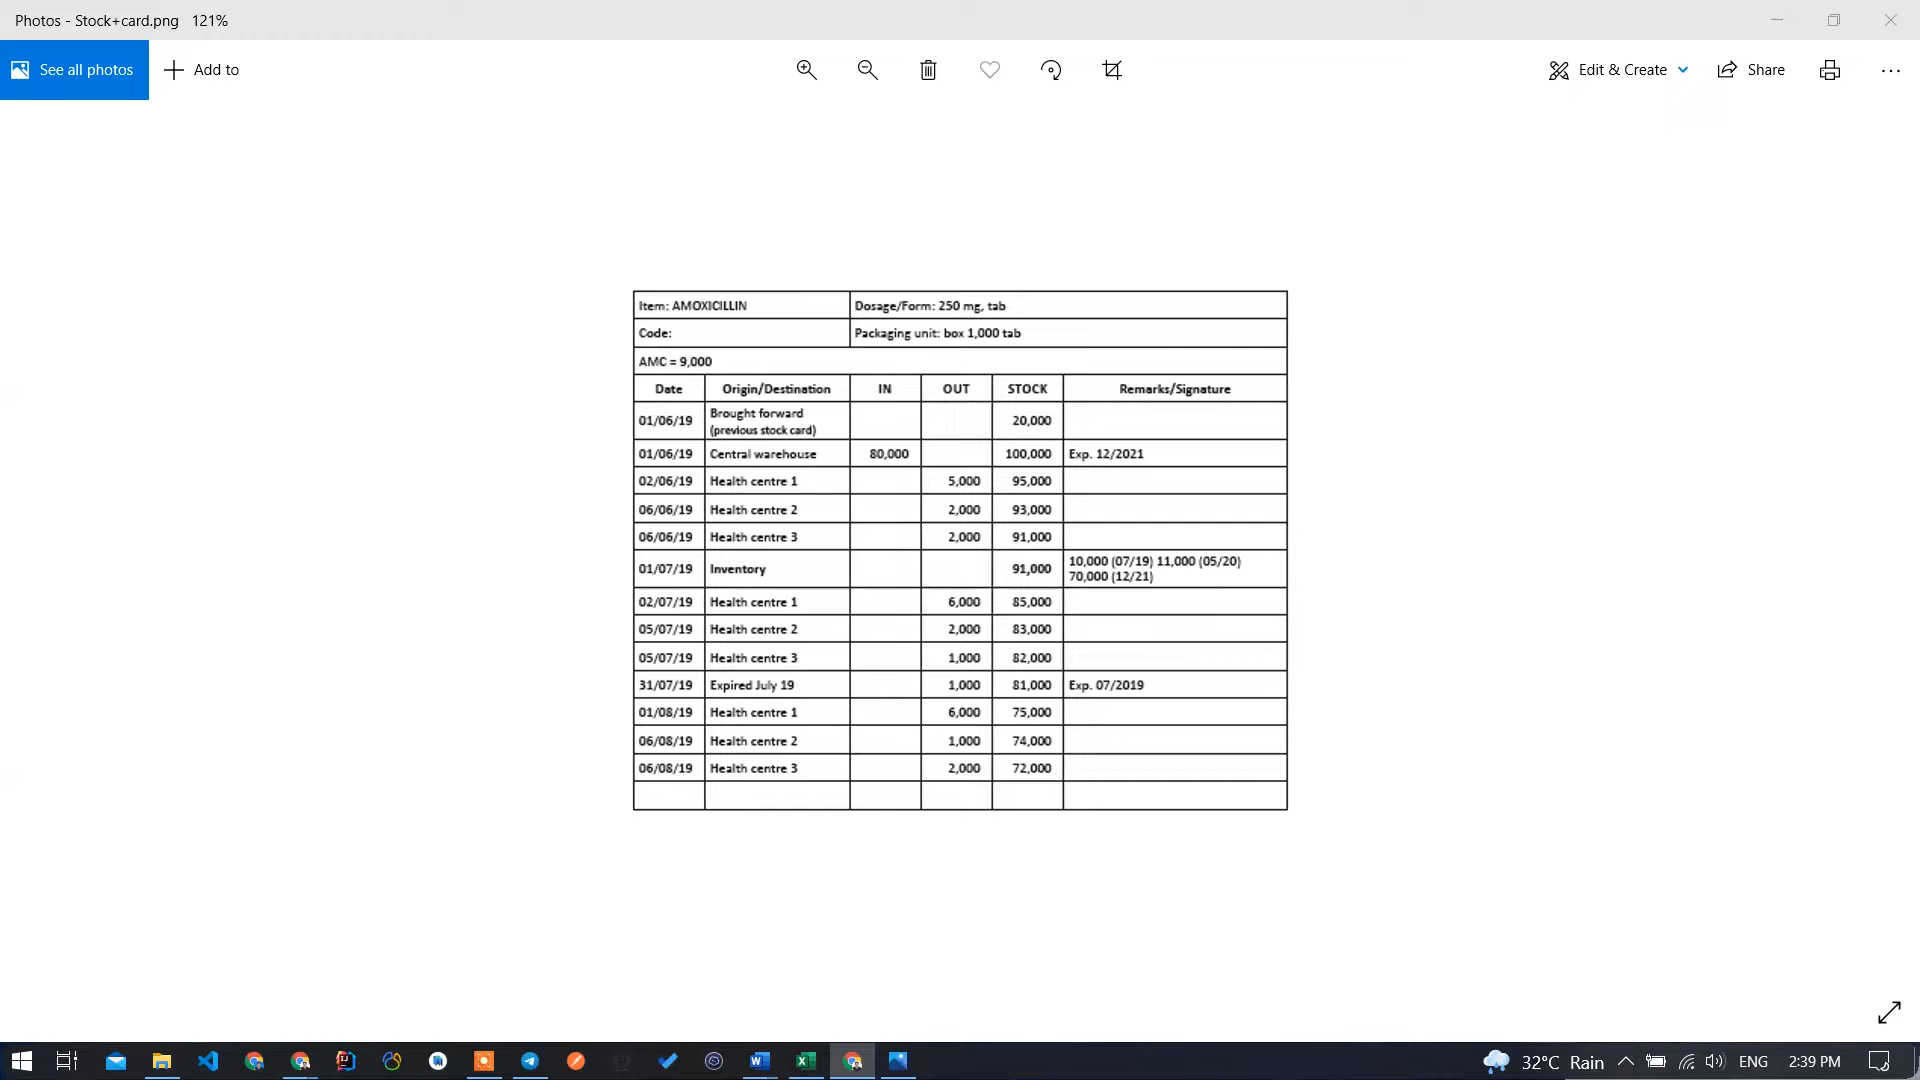 Photos - Stock+card.png 121%
See all photos Add to Edit & Create Share
Item: AMOXICILLIN Dosage/Form: 250 mg, tab
Code: Packaging unit: box 1,000 tab
AMC = 9,000
Date Origin/Destination IN OUT STOCK Remarks/Signature
01/06/19 Brought forward (previous stock card) 20,000
01/06/19 Central warehouse 80,000 100,000 Exp. 12/2021
02/06/19 Health centre 1 5,000 95,000
06/06/19 Health centre 2 2,000 93,000
06/06/19 Health centre 3 2,000 91,000
01/07/19 Inventory 91,000 10,000 (07/19) 11,000 (05/20) 70,000 (12/21)
02/07/19 Health centre 1 6,000 85,000
05/07/19 Health centre 2 2,000 83,000
05/07/19 Health centre 3 1,000 82,000
31/07/19 Expired July 19 1,000 81,000 Exp. 07/2019
01/08/19 Health centre 1 6,000 75,000
06/08/19 Health centre 2 1,000 74,000
06/08/19 Health centre 3 2,000 72,000
32°C Rain ENG 2:39 PM